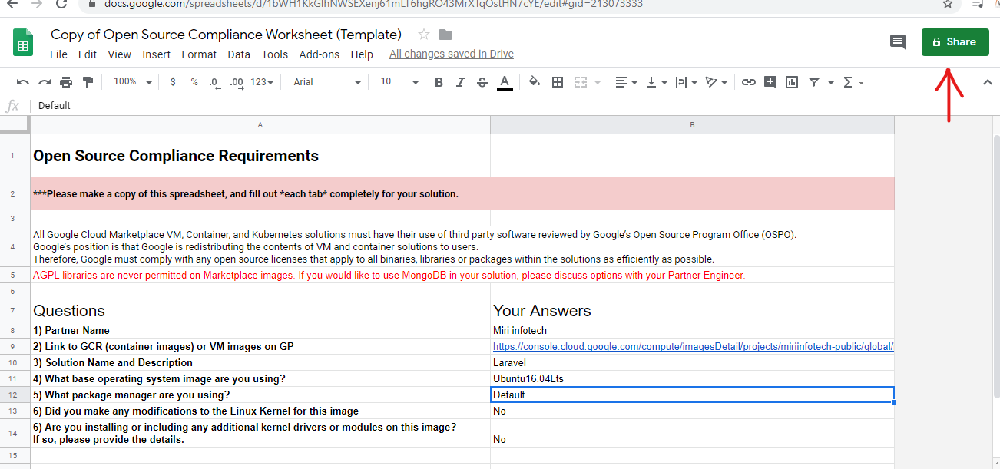 docs.google.com/spreadsheets/d/1bWH1KkGlhNWSEXenj61mLT6hgRO43MrXTqOstHN7cYE/edit#gid=213073333
Copy of Open Source Compliance Worksheet (Template)
File Edit View Insert Format Data Tools Add-ons Help All changes saved in Drive
Share
100% $ % .0 .00 123 Arial 10 B I S A Σ
fx Default
A B
1 Open Source Compliance Requirements
2 ***Please make a copy of this spreadsheet, and fill out *each tab* completely for your solution.
3
All Google Cloud Marketplace VM, Container, and Kubernetes solutions must have their use of third party software reviewed by Google's Open Source Program Office (OSPO).
4 Google's position is that Google is redistributing the contents of VM and container solutions to users.
Therefore, Google must comply with any open source licenses that apply to all binaries, libraries or packages within the solutions as efficiently as possible.
5 AGPL libraries are never permitted on Marketplace images. If you would like to use MongoDB in your solution, please discuss options with your Partner Engineer.
6
7 Questions Your Answers
8 1) Partner Name Miri infotech
9 2) Link to GCR (container images) or VM images on GP https://console.cloud.google.com/compute/imagesDetail/projects/miriinfotech-public/global/
10 3) Solution Name and Description Laravel
11 4) What base operating system image are you using? Ubuntu16.04Lts
12 5) What package manager are you using? Default
13 6) Did you make any modifications to the Linux Kernel for this image No
6) Are you installing or including any additional kernel drivers or modules on this image?
14 If so, please provide the details. No
15